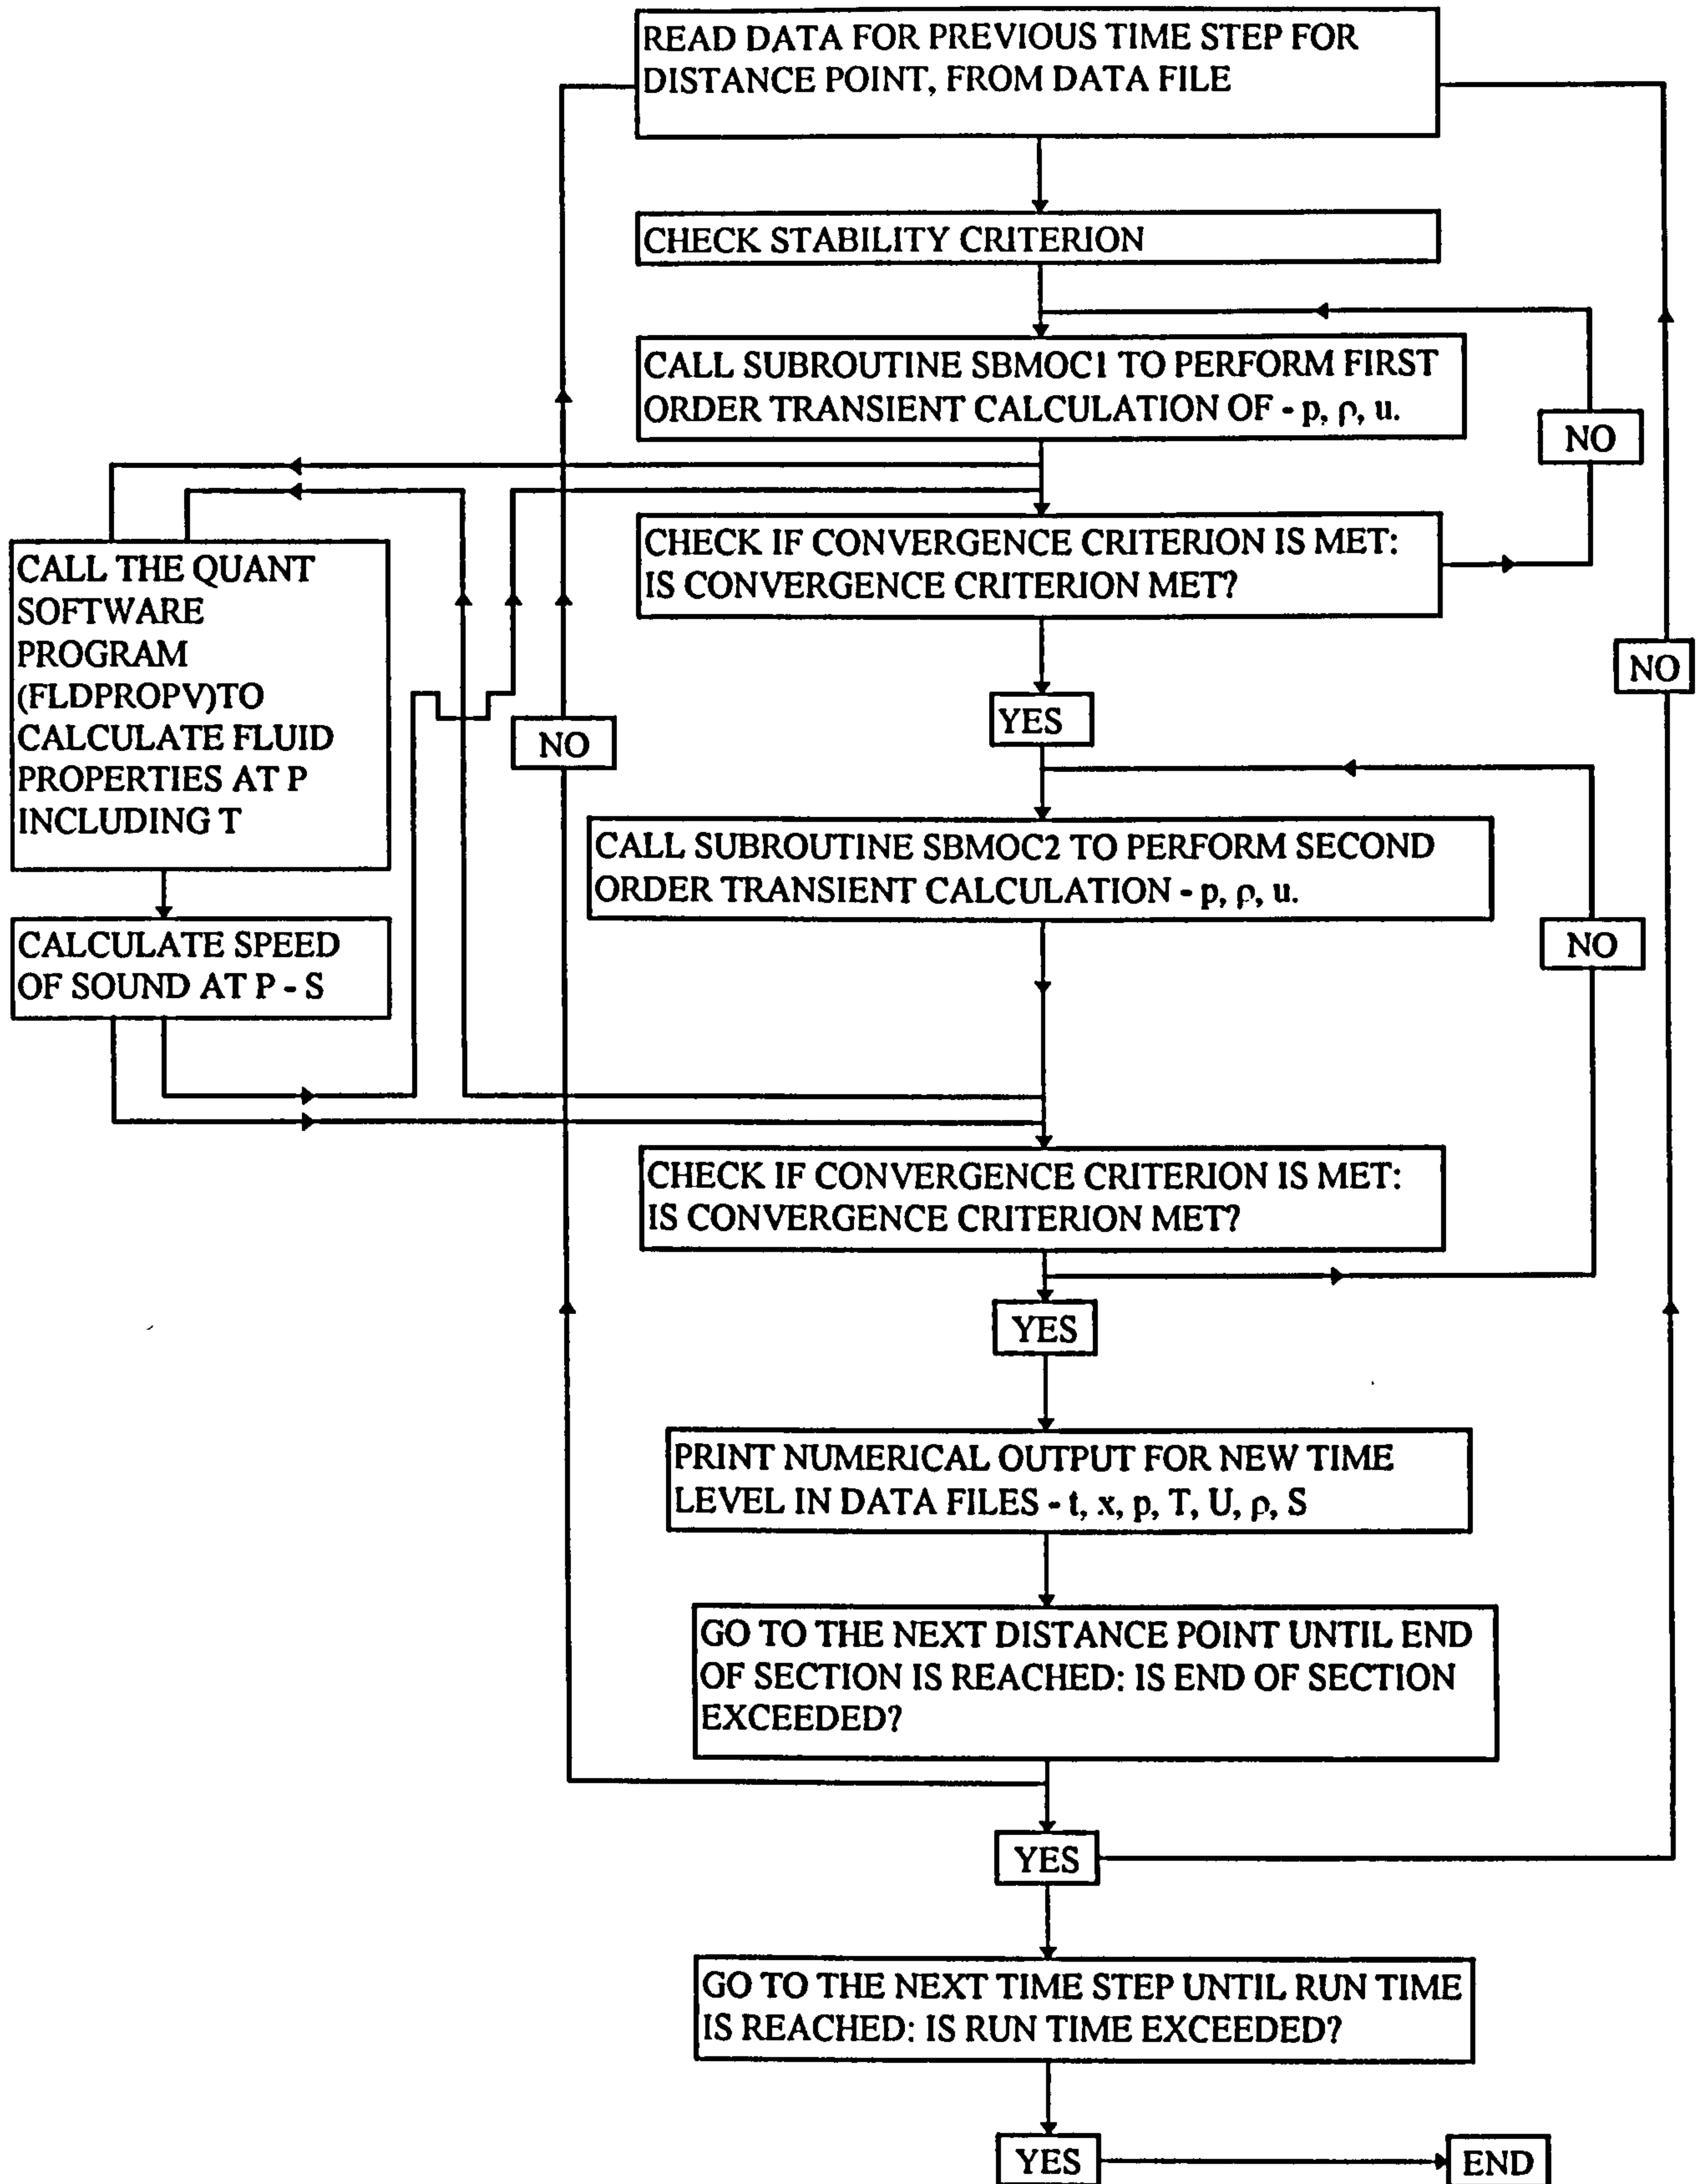 READ DATA FOR PREVIOUS TIME STEP FOR
DISTANCE POINT, FROM DATA FILE
CHECK STABILITY CRITERION
CALL SUBROUTINE SBMOC1 TO PERFORM FIRST
ORDER TRANSIENT CALCULATION OF - p, ρ, u.
NO
CHECK IF CONVERGENCE CRITERION IS MET:
IS CONVERGENCE CRITERION MET?
CALL THE QUANT
SOFTWARE
PROGRAM
(FLDPROPV)TO
CALCULATE FLUID
PROPERTIES AT P
INCLUDING T
NO
NO
YES
CALL SUBROUTINE SBMOC2 TO PERFORM SECOND
ORDER TRANSIENT CALCULATION - p, ρ, u.
CALCULATE SPEED
OF SOUND AT P - S
NO
CHECK IF CONVERGENCE CRITERION IS MET:
IS CONVERGENCE CRITERION MET?
YES
PRINT NUMERICAL OUTPUT FOR NEW TIME
LEVEL IN DATA FILES - t, x, p, T, U, ρ, S
GO TO THE NEXT DISTANCE POINT UNTIL END
OF SECTION IS REACHED: IS END OF SECTION
EXCEEDED?
YES
GO TO THE NEXT TIME STEP UNTIL RUN TIME
IS REACHED: IS RUN TIME EXCEEDED?
YES
END